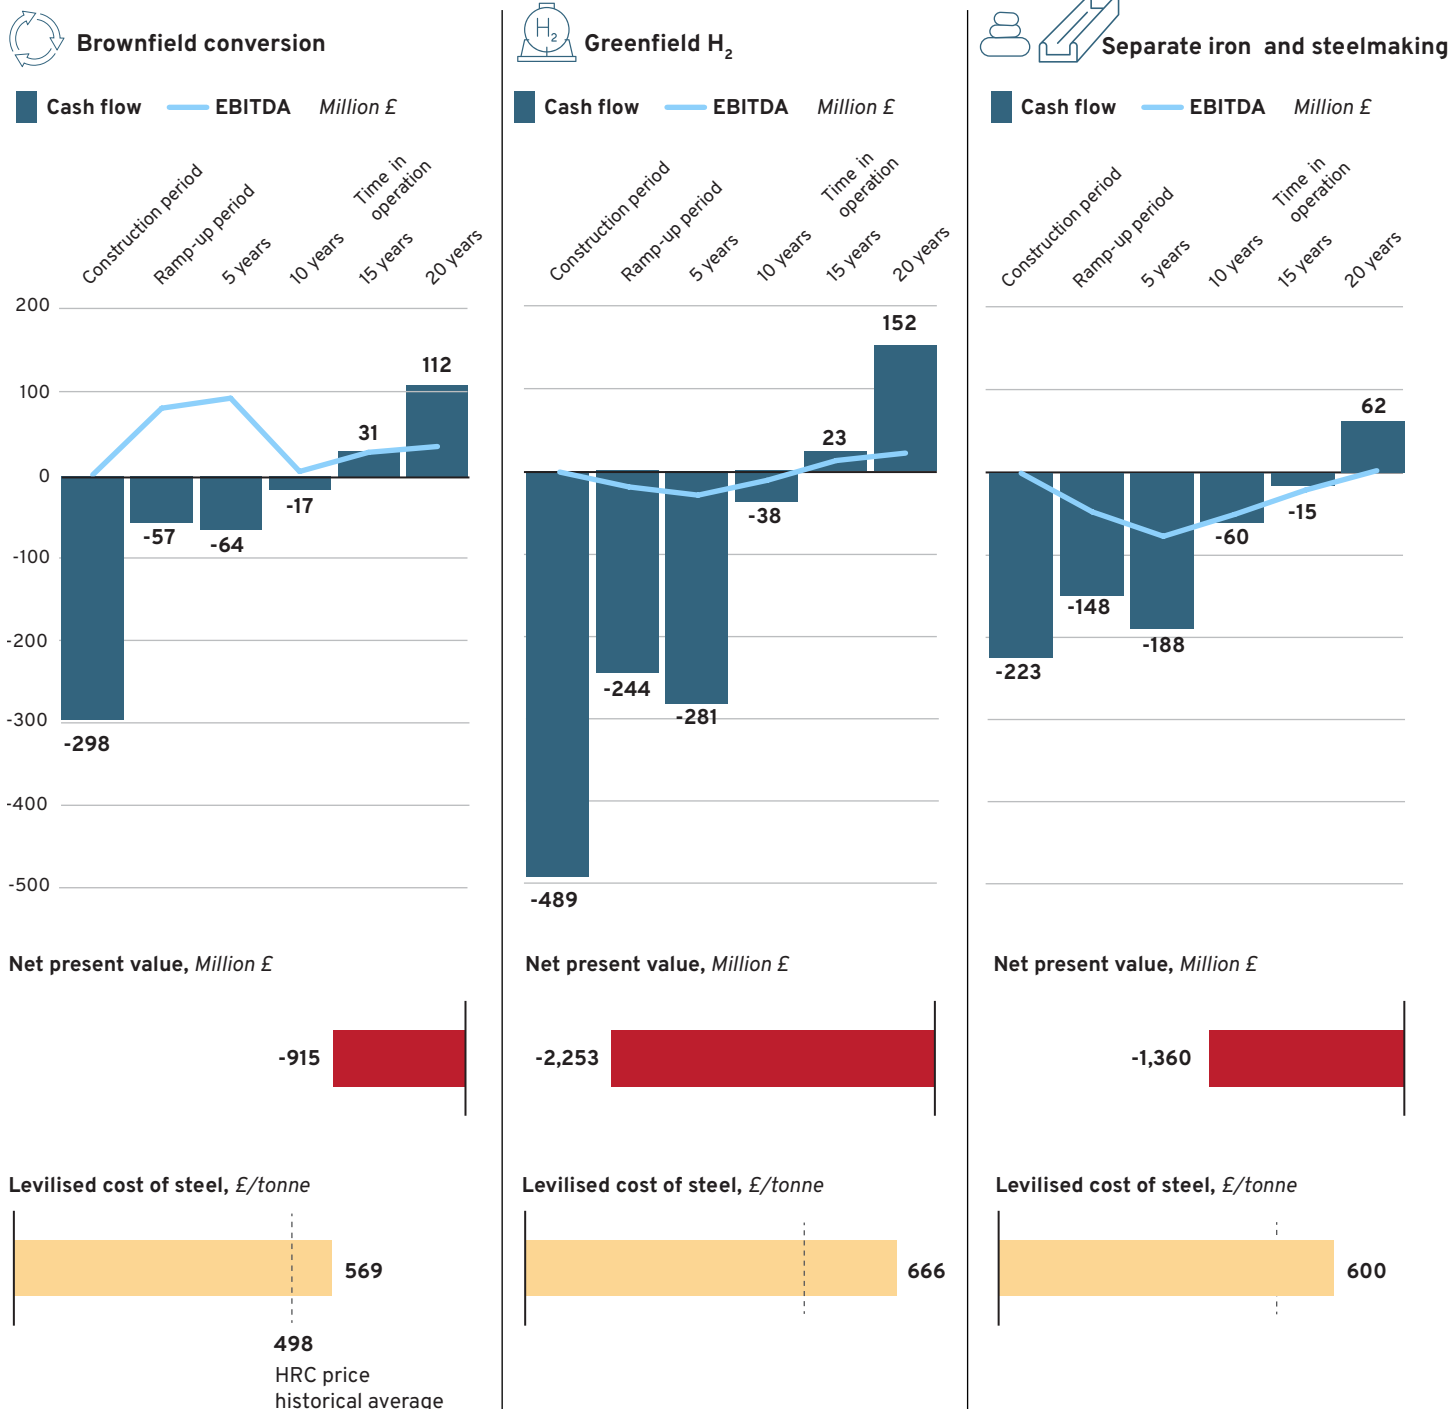 Brownfield conversion
Cash flow EBITDA Million £
Construction period
Ramp-up period
5 years
10 years
Time in
operation
15 years
20 years
200
100
0
-100
-200
-300
-400
-500
-298
-57
-64
-17
31
112
Net present value, Million £
-915
Levilised cost of steel, £/tonne
569
498
HRC price
historical average
H2
Greenfield H2
Cash flow EBITDA Million £
Construction period
Ramp-up period
5 years
10 years
Time in
operation
15 years
20 years
-489
-244
-281
-38
23
152
Net present value, Million £
-2,253
Levilised cost of steel, £/tonne
666
Separate iron and steelmaking
Cash flow EBITDA Million £
Construction period
Ramp-up period
5 years
10 years
Time in
operation
15 years
20 years
-223
-148
-188
-60
-15
62
Net present value, Million £
-1,360
Levilised cost of steel, £/tonne
600